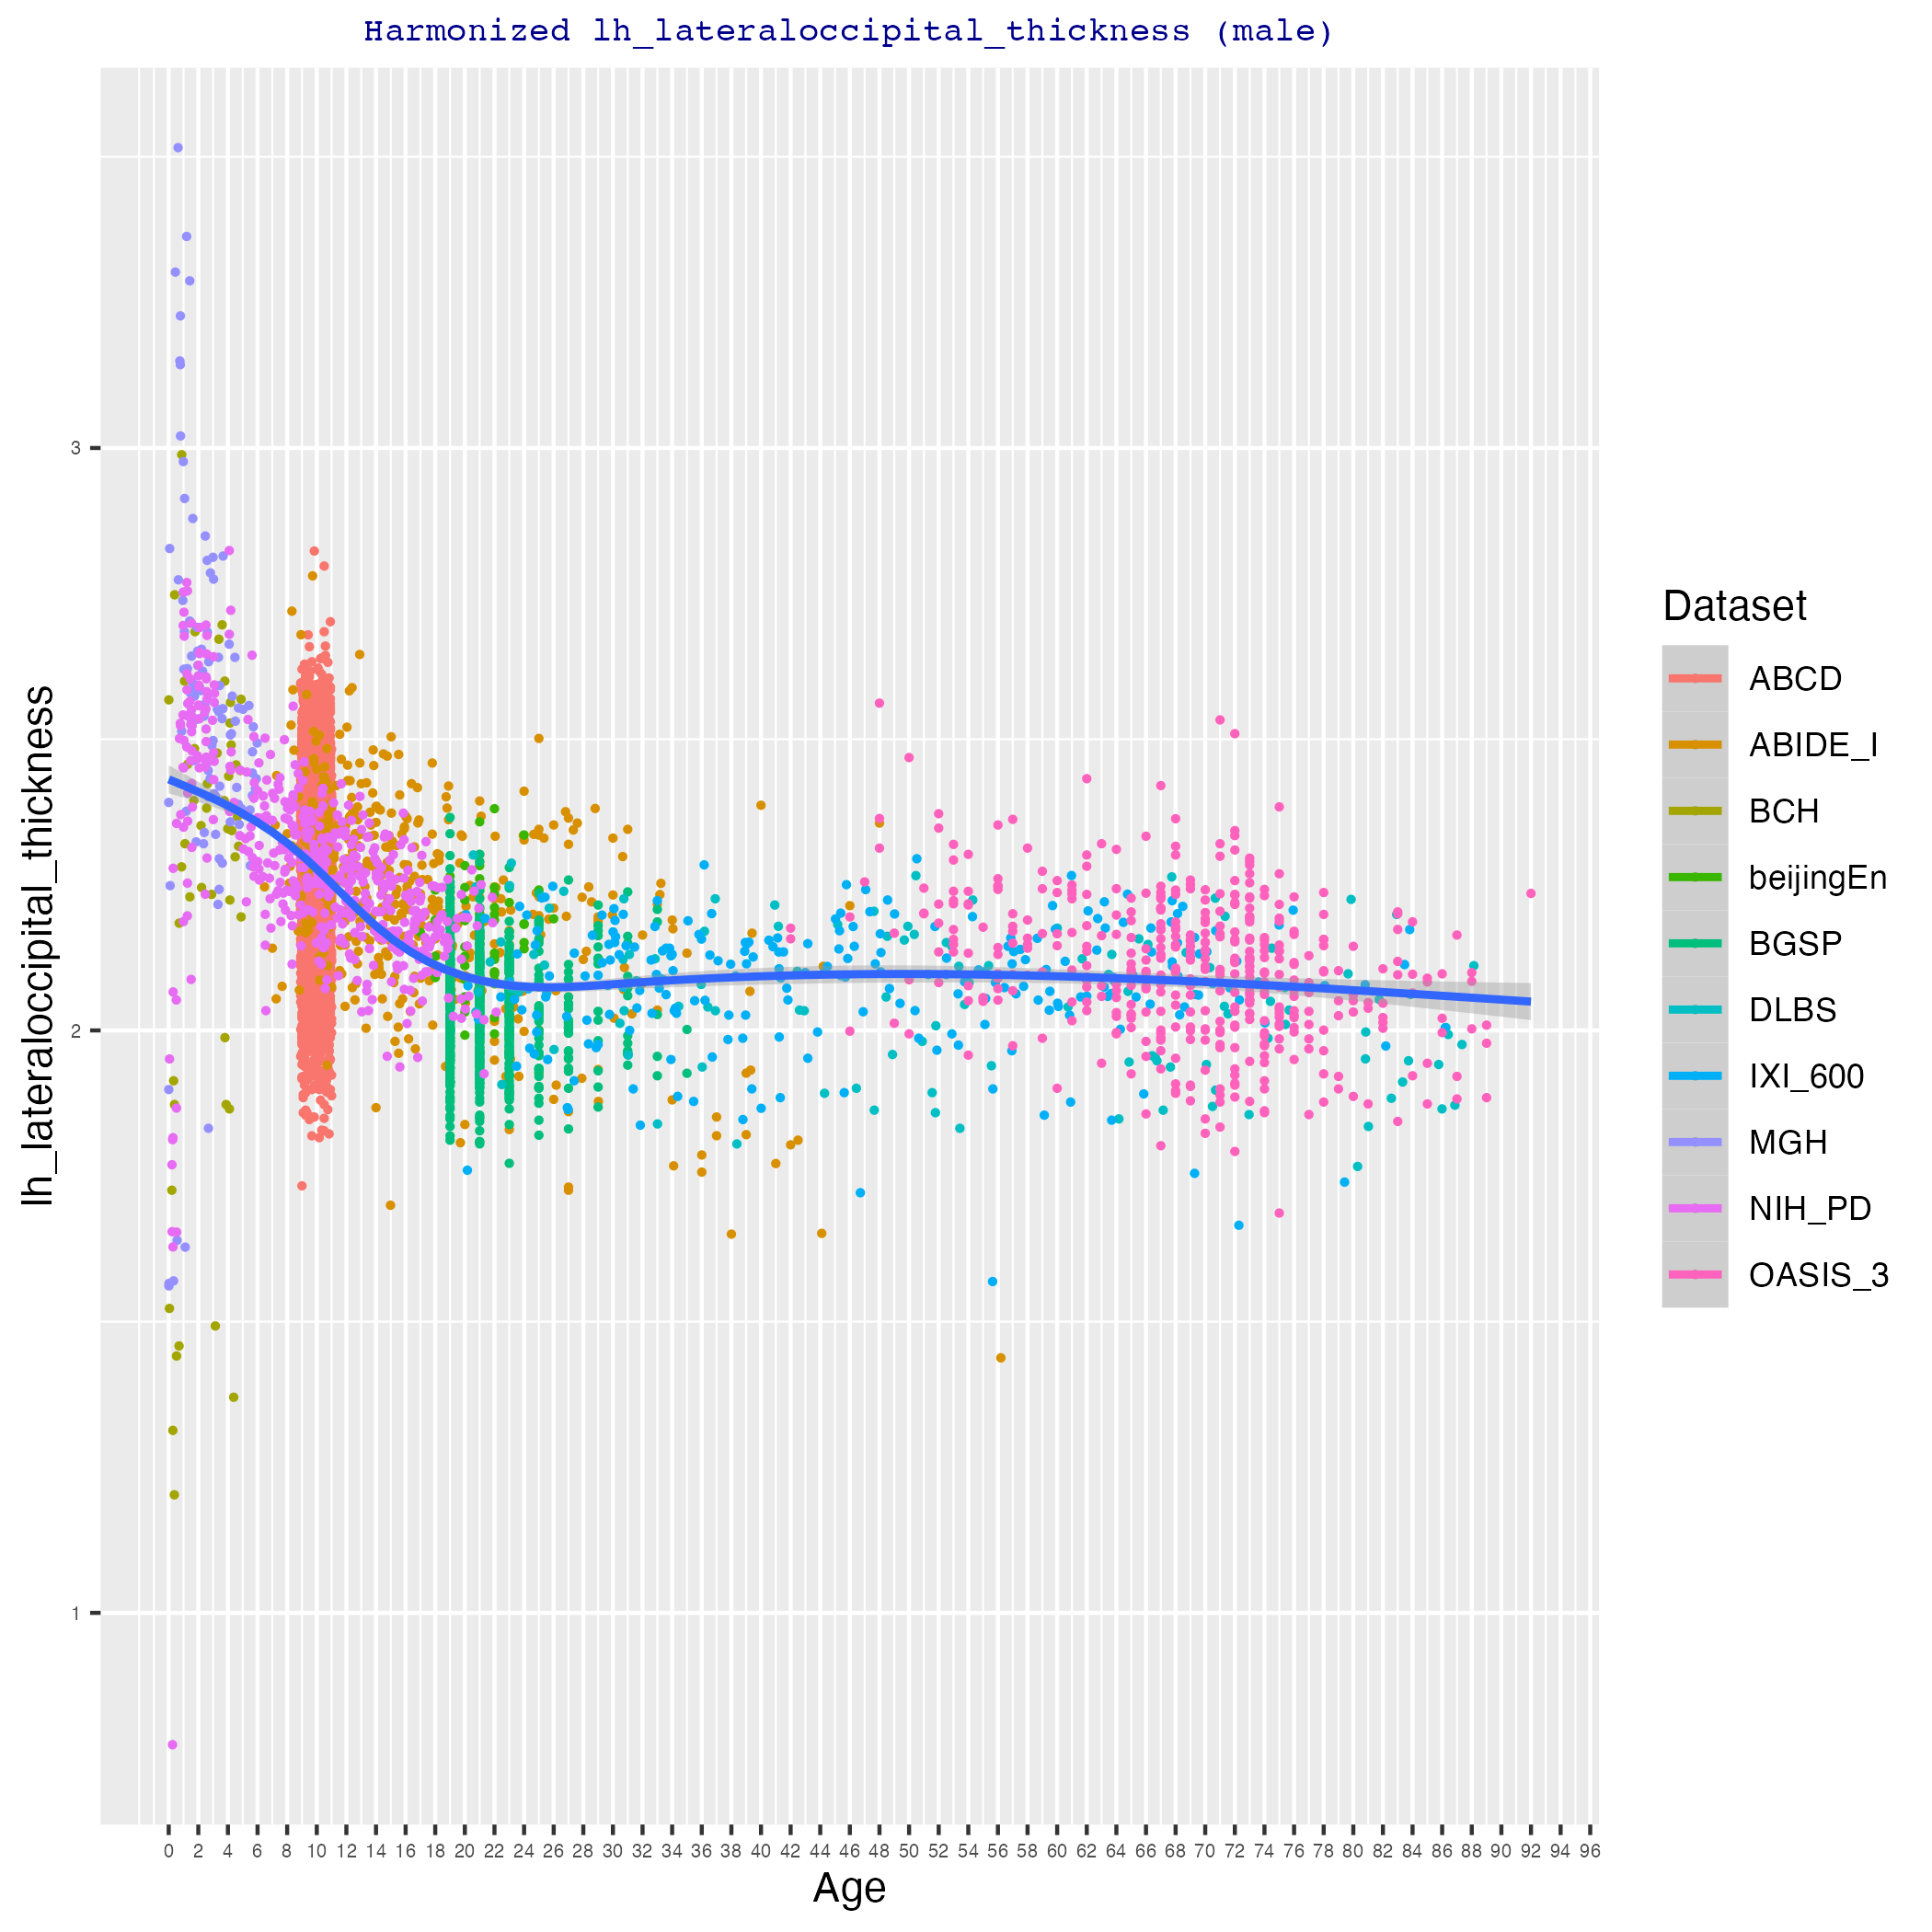 Harmonized lh_lateraloccipital_thickness (male)
lh_lateraloccipital_thickness
3
2
1
0 2 4 6 8 10 12 14 16 18 20 22 24 26 28 30 32 34 36 38 40 42 44 46 48 50 52 54 56 58 60 62 64 66 68 70 72 74 76 78 80 82 84 86 88 90 92 94 96
Age
Dataset
ABCD
ABIDE_I
BCH
beijingEn
BGSP
DLBS
IXI_600
MGH
NIH_PD
OASIS_3